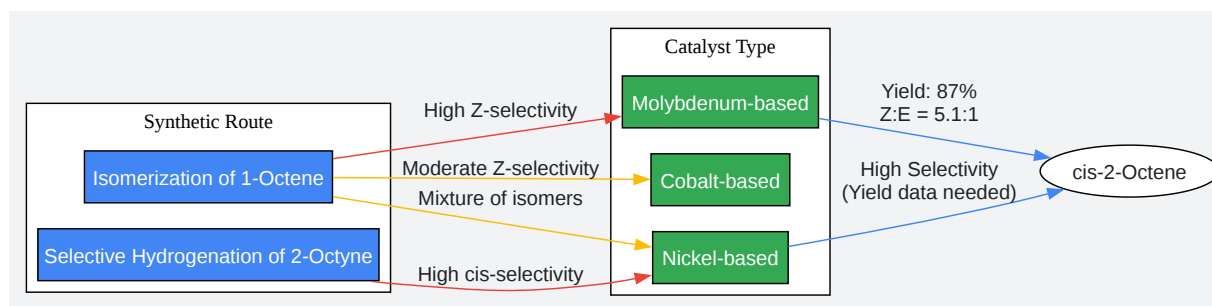 Synthetic Route
Isomerization of 1-Octene
Selective Hydrogenation of 2-Octyne
High Z-selectivity
Moderate Z-selectivity
Mixture of isomers
High cis-selectivity
Catalyst Type
Molybdenum-based
Cobalt-based
Nickel-based
Yield: 87%
Z:E = 5.1:1
High Selectivity
(Yield data needed)
cis-2-Octene